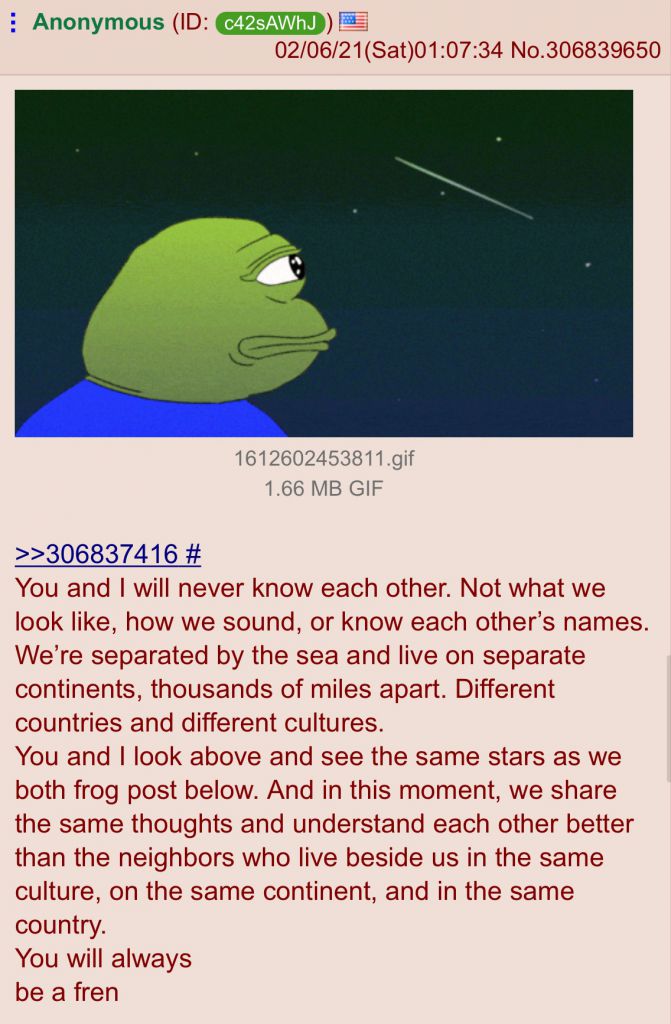 Anonymous (ID: c42sAWhJ)
02/06/21(Sat)01:07:34 No.306839650
1612602453811.gif
1.66 MB GIF
>>306837416 #
You and I will never know each other. Not what we
look like, how we sound, or know each other’s names.
We’re separated by the sea and live on separate
continents, thousands of miles apart. Different
countries and different cultures.
You and I look above and see the same stars as we
both frog post below. And in this moment, we share
the same thoughts and understand each other better
than the neighbors who live beside us in the same
culture, on the same continent, and in the same
country.
You will always
be a fren